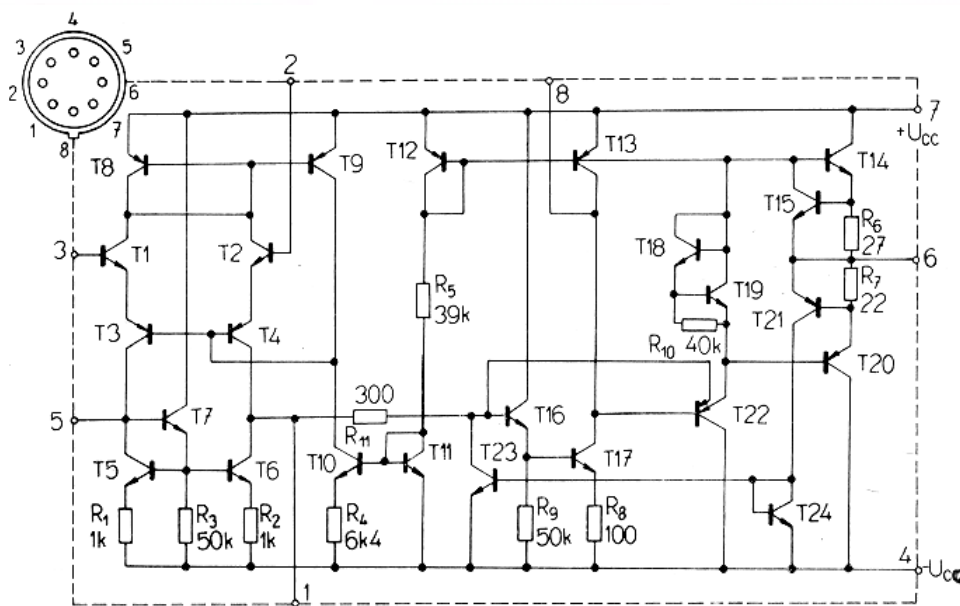 4
3 5
2 6
1 7
8
2
8
7
+UCC
T8
T9
T12
T13
T14
T15
R6
27
3
T1
T2
T18
6
R5
39k
T19
R7
22
T3
T4
T21
R10
40k
T20
300
5
T7
R11
T16
T22
T5
T6
T10
T11
T23
T17
R1
1k
R3
50k
R2
1k
R4
6k4
R9
50k
R8
100
T24
4
-UCC
1